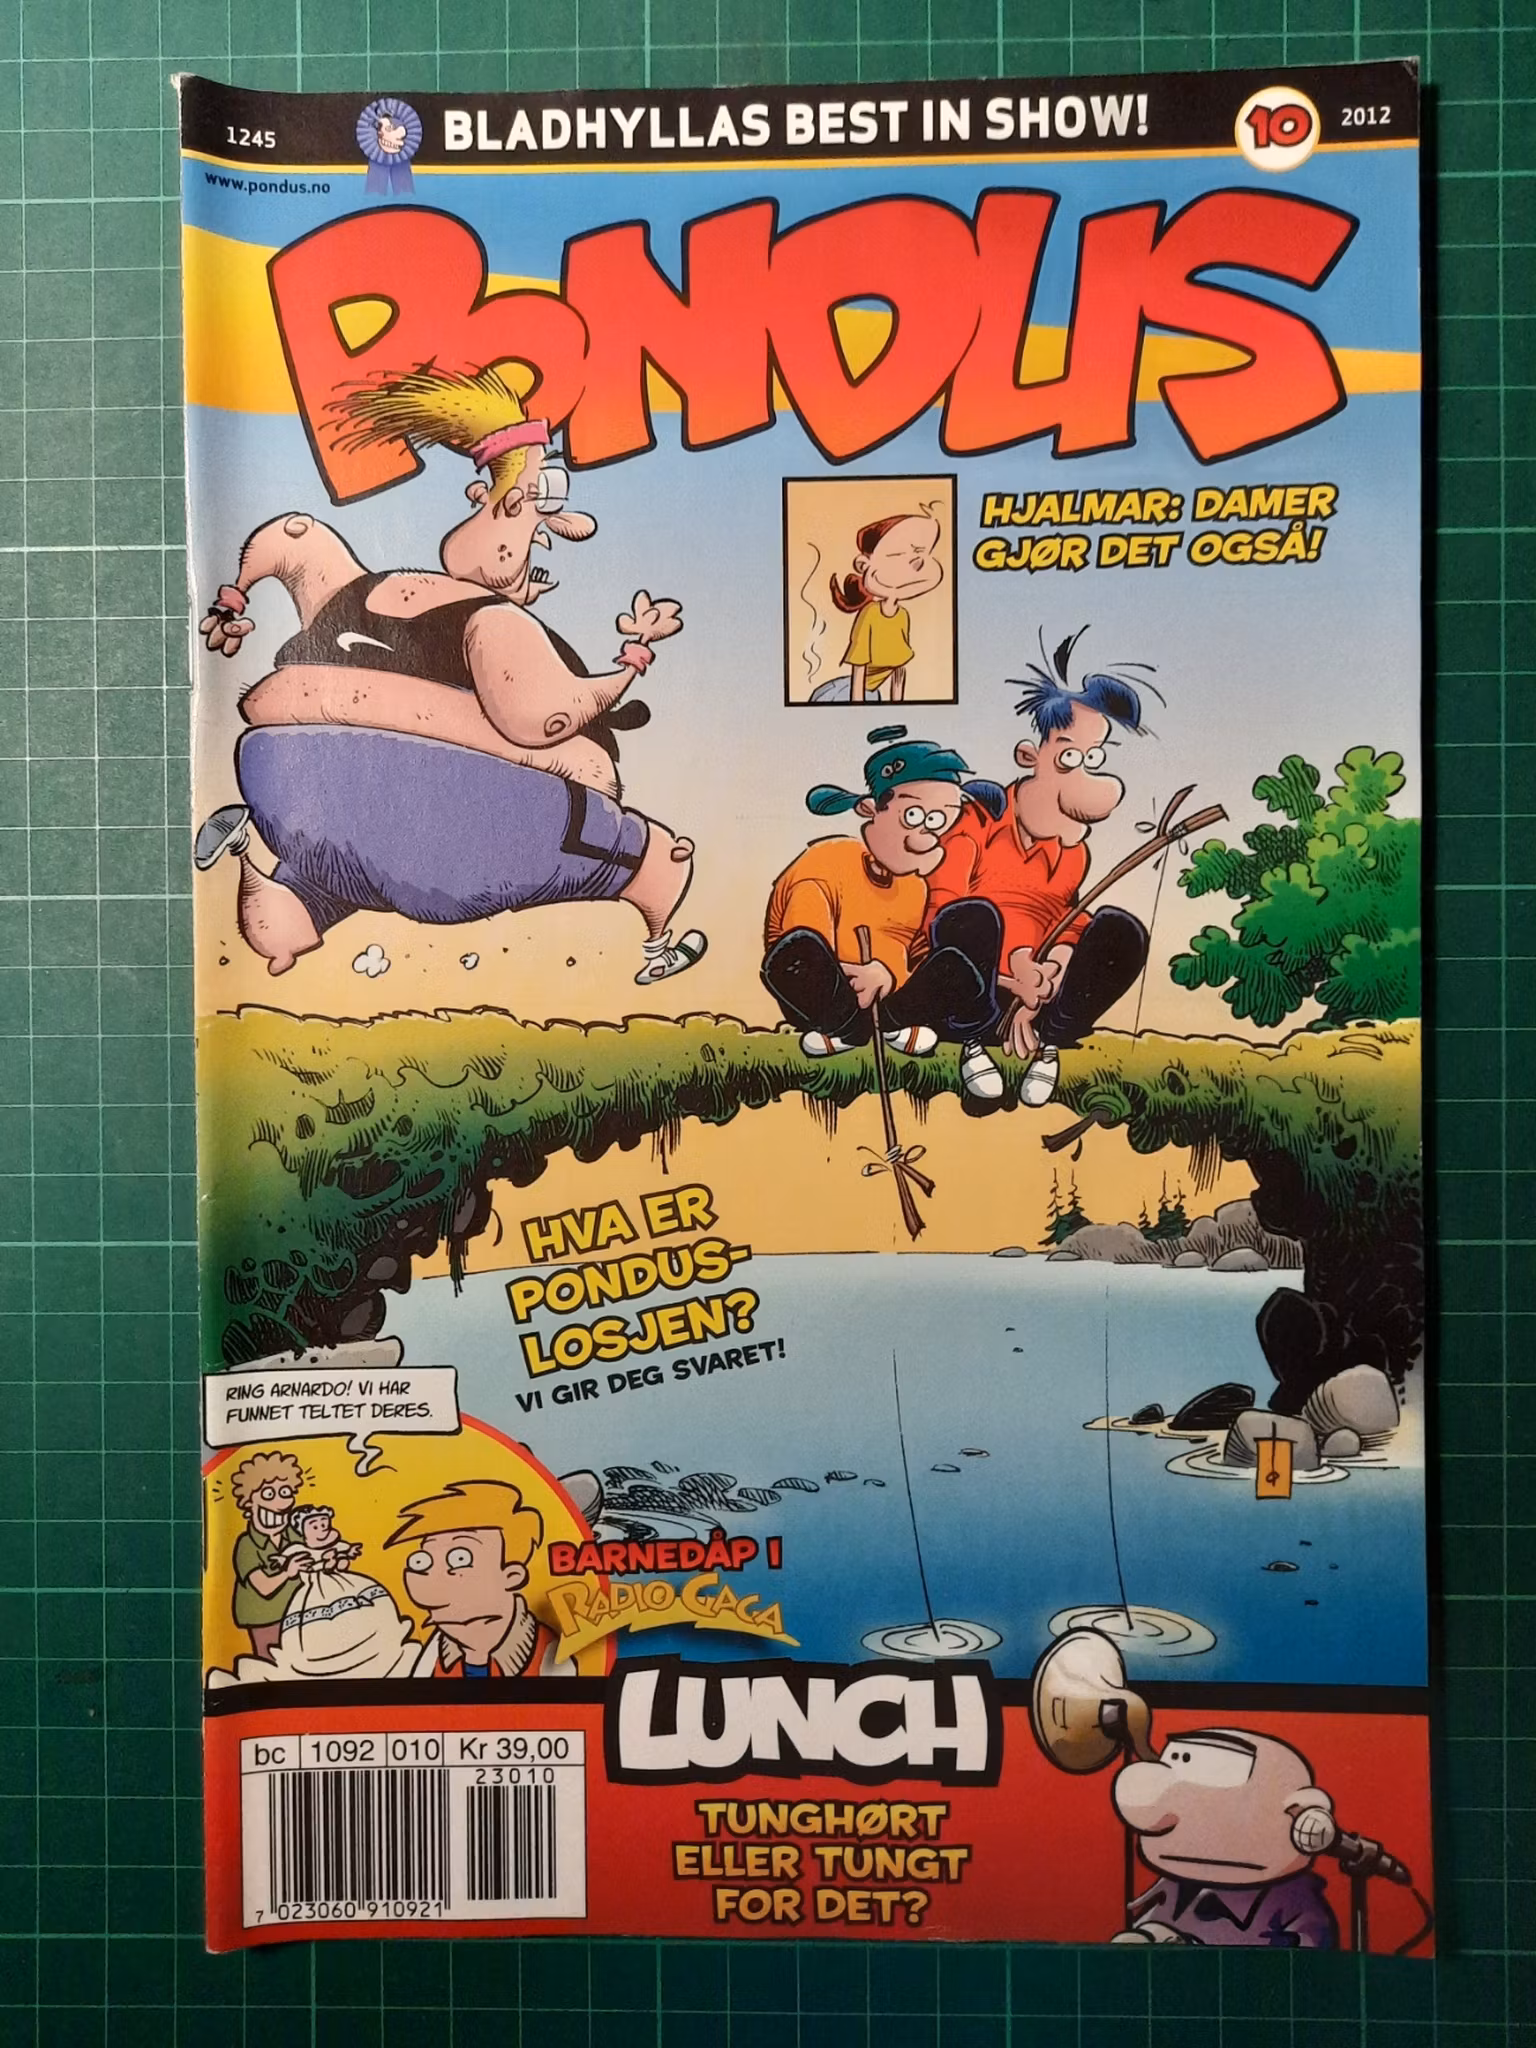 1245
BLADHYLLAS BEST IN SHOW!
10
2012
www.pondus.no
PONDUS
HJALMAR: DAMER
GJØR DET OGSÅ!
HVA ER
PONDUS-
LOSJEN?
VI GIR DEG SVARET!
RING ARNARDO! VI HAR
FUNNET TELTET DERES.
BARNEDÅP I
RADIO GAGA
LUNCH
TUNGHØRT
ELLER TUNGT
FOR DET?
bc 1092 010 Kr 39,00
23010
7 023060 910921